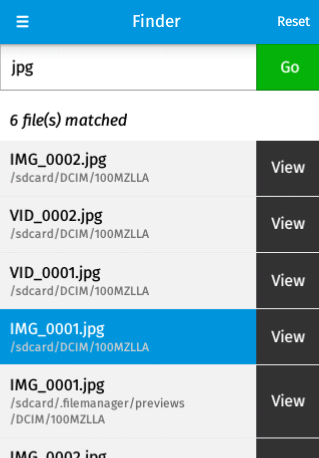 Finder
Reset
jpg
Go
6 file(s) matched
IMG_0002.jpg
/sdcard/DCIM/100MZLLA
View
VID_0002.jpg
/sdcard/DCIM/100MZLLA
View
VID_0001.jpg
/sdcard/DCIM/100MZLLA
View
IMG_0001.jpg
/sdcard/DCIM/100MZLLA
View
IMG_0001.jpg
/sdcard/.filemanager/previews
/DCIM/100MZLLA
View
IMG_0002.jpg